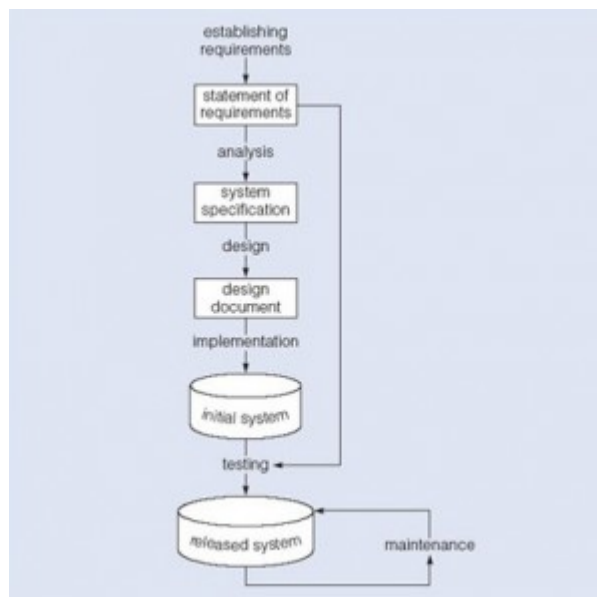 establishing
requirements
statement of
requirements
analysis
system
specification
design
design
document
implementation
initial system
testing
released system
maintenance